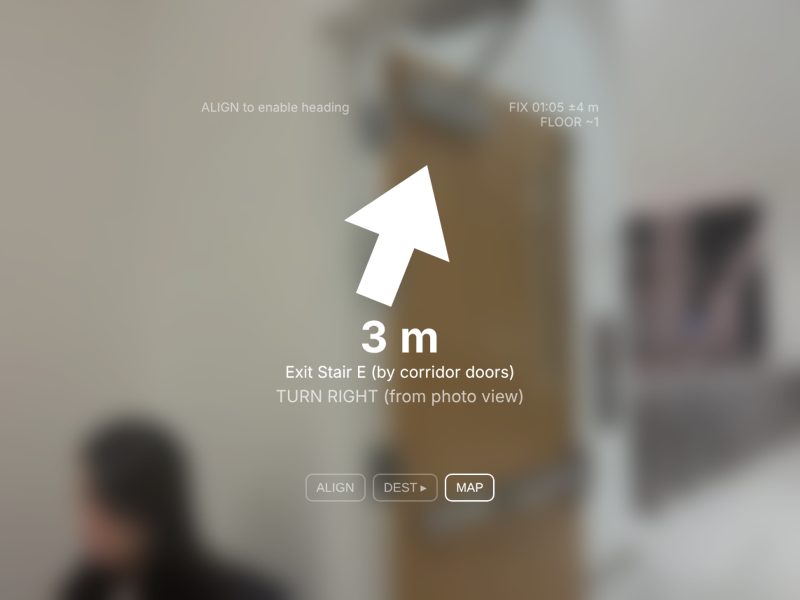 ALIGN to enable heading
FIX 01:05 ±4 m
FLOOR ~1
3 m
Exit Stair E (by corridor doors)
TURN RIGHT (from photo view)
ALIGN DEST ▸ MAP